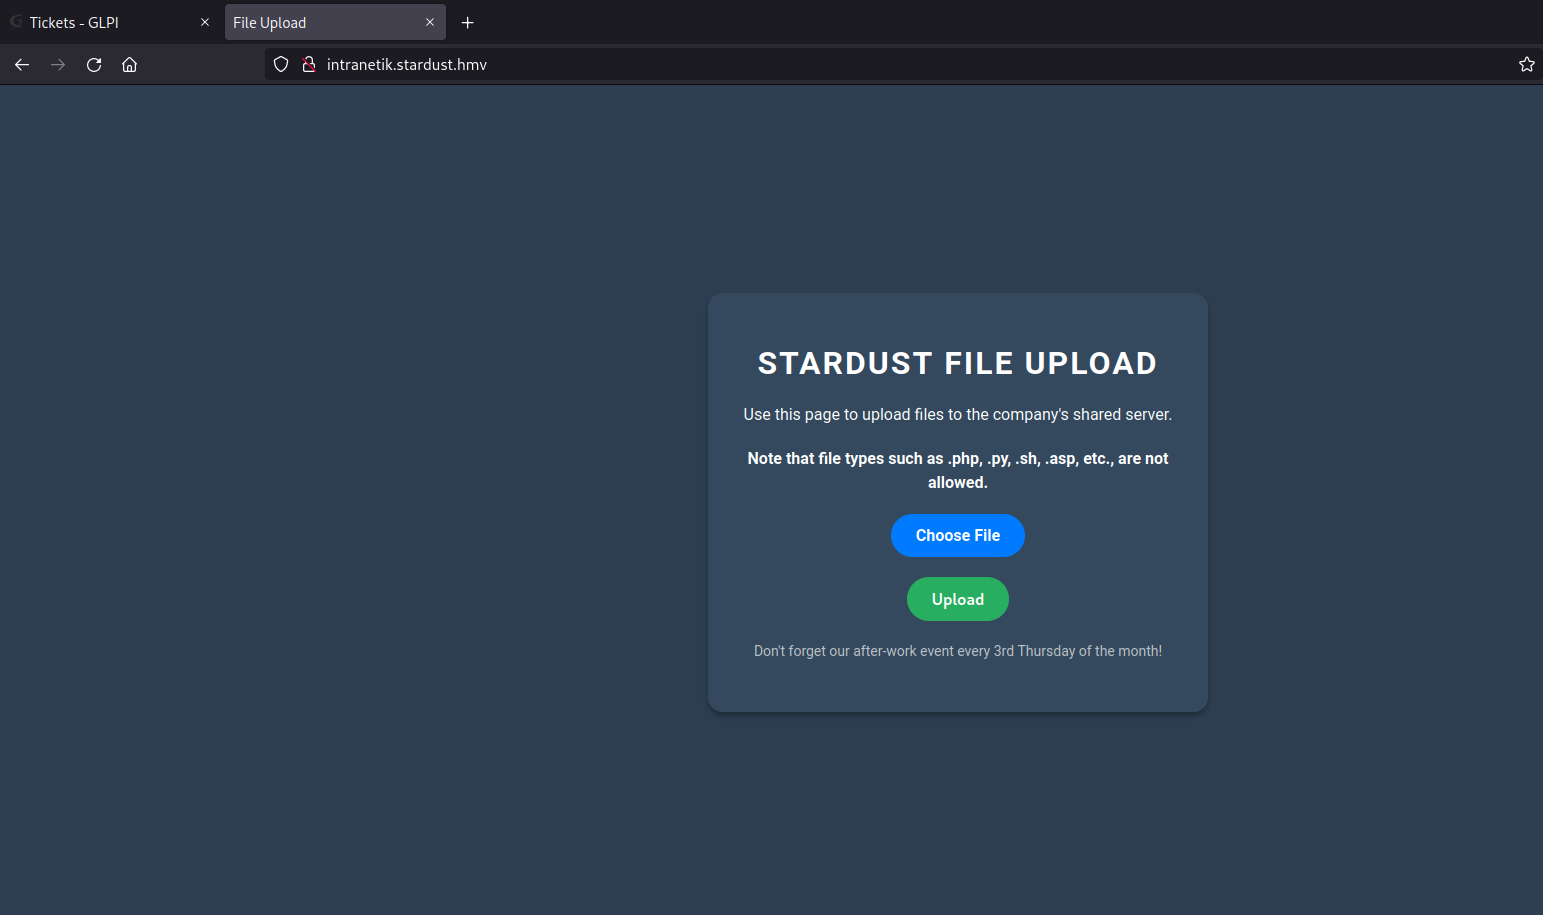 Tickets - GLPI
File Upload
intranetik.stardust.hmv
STARDUST FILE UPLOAD
Use this page to upload files to the company's shared server.
Note that file types such as .php, .py, .sh, .asp, etc., are not
allowed.
Choose File
Upload
Don't forget our after-work event every 3rd Thursday of the month!